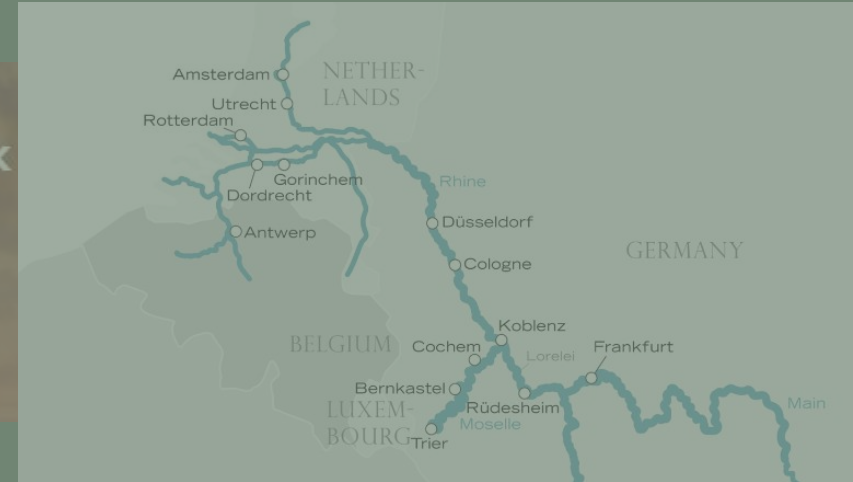 Amsterdam
NETHER-
LANDS
Utrecht
Rotterdam
Gorinchem
Dordrecht
Rhine
Antwerp
Düsseldorf
GERMANY
Cologne
Koblenz
BELGIUM
Cochem
Lorelei
Frankfurt
Bernkastel
LUXEM-
BOURG
Rüdesheim
Main
Moselle
Trier